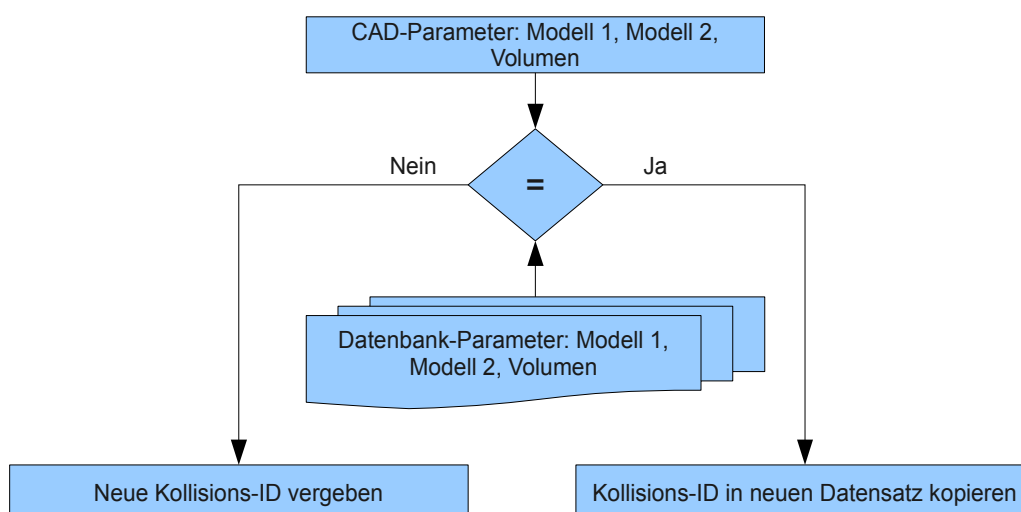 CAD-Parameter: Modell 1, Modell 2,
Volumen
Nein
Ja
=
Datenbank-Parameter: Modell 1,
Modell 2, Volumen
Neue Kollisions-ID vergeben
Kollisions-ID in neuen Datensatz kopieren